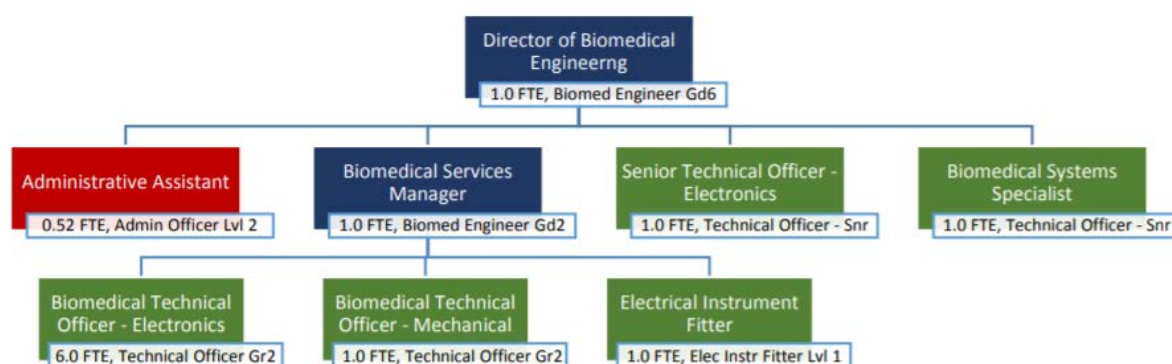 Director of Biomedical
Engineerng
1.0 FTE, Biomed Engineer Gd6
Administrative Assistant
0.52 FTE, Admin Officer Lvl 2
Biomedical Services
Manager
1.0 FTE, Biomed Engineer Gd2
Senior Technical Officer -
Electronics
1.0 FTE, Technical Officer - Snr
Biomedical Systems
Specialist
1.0 FTE, Technical Officer - Snr
Biomedical Technical
Officer - Electronics
6.0 FTE, Technical Officer Gr2
Biomedical Technical
Officer - Mechanical
1.0 FTE, Technical Officer Gr2
Electrical Instrument
Fitter
1.0 FTE, Elec Instr Fitter Lvl 1